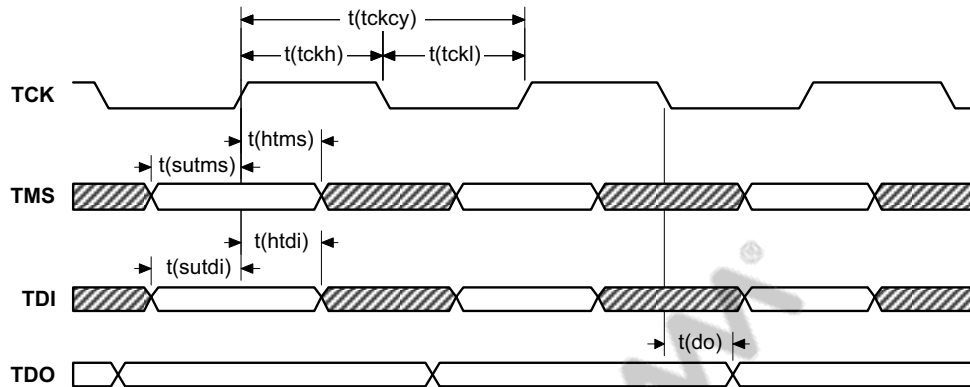 t(tckcy)
t(tckh) t(tckl)
TCK
t(htms)
t(sutms)
TMS
t(htdi)
t(sutdi)
TDI
t(do)
TDO